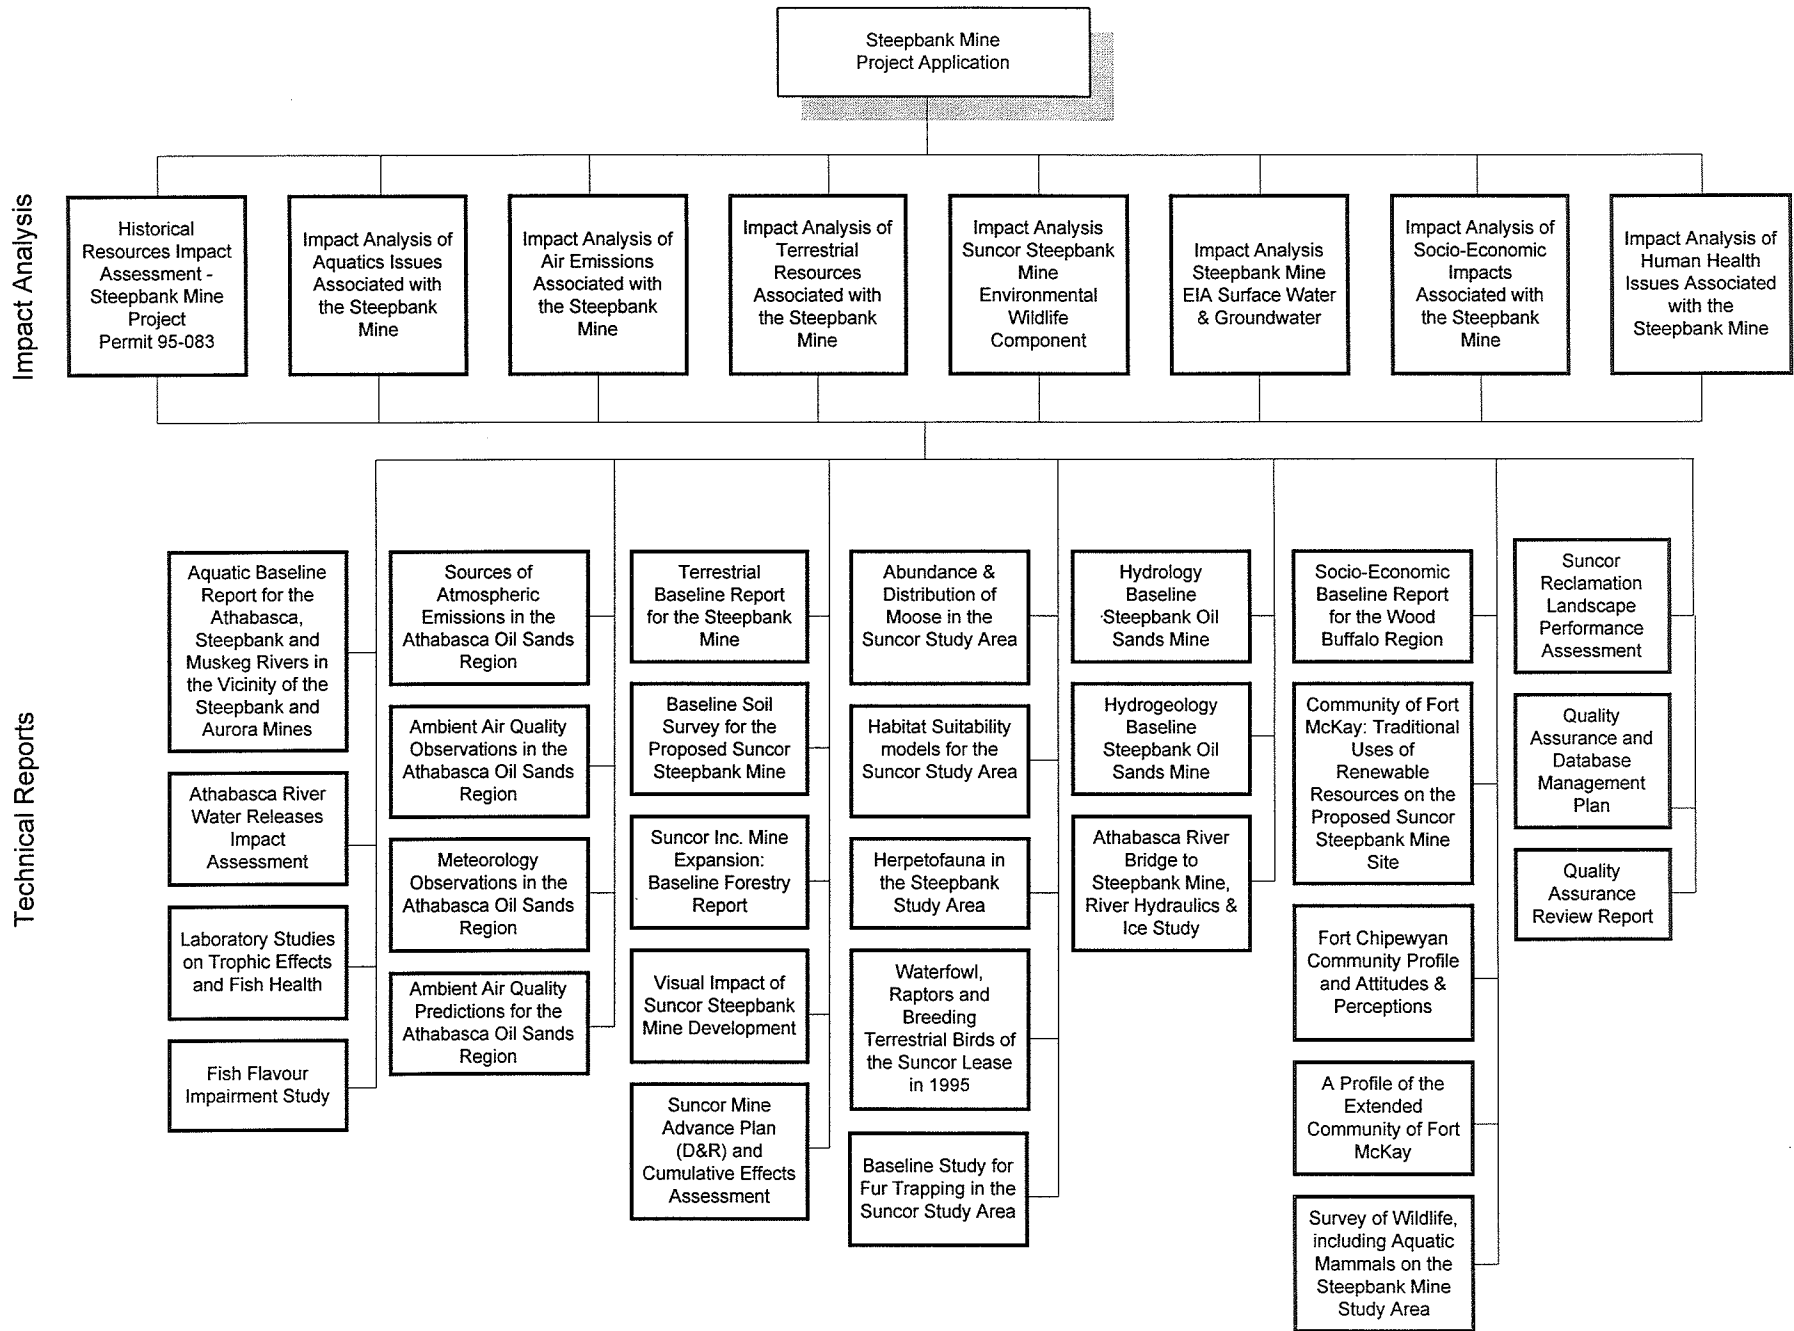 Steepbank Mine
Project Application
Impact Analysis
Historical
Resources Impact
Assessment -
Steepbank Mine
Project
Permit 95-083
Impact Analysis of
Aquatics Issues
Associated with
the Steepbank
Mine
Impact Analysis of
Air Emissions
Associated with
the Steepbank
Mine
Impact Analysis of
Terrestrial
Resources
Associated with
the Steepbank
Mine
Impact Analysis
Suncor Steepbank
Mine
Environmental
Wildlife
Component
Impact Analysis
Steepbank Mine
EIA Surface Water
& Groundwater
Impact Analysis of
Socio-Economic
Impacts
Associated with
the Steepbank
Mine
Impact Analysis of
Human Health
Issues Associated
with the
Steepbank Mine
Technical Reports
Aquatic Baseline
Report for the
Athabasca,
Steepbank and
Muskeg Rivers in
the Vicinity of the
Steepbank and
Aurora Mines
Athabasca River
Water Releases
Impact
Assessment
Laboratory Studies
on Trophic Effects
and Fish Health
Fish Flavour
Impairment Study
Sources of
Atmospheric
Emissions in the
Athabasca Oil Sands
Region
Ambient Air Quality
Observations in the
Athabasca Oil Sands
Region
Meteorology
Observations in the
Athabasca Oil Sands
Region
Ambient Air Quality
Predictions for the
Athabasca Oil Sands
Region
Terrestrial
Baseline Report
for the Steepbank
Mine
Baseline Soil
Survey for the
Proposed Suncor
Steepbank Mine
Suncor Inc. Mine
Expansion:
Baseline Forestry
Report
Visual Impact of
Suncor Steepbank
Mine Development
Suncor Mine
Advance Plan
(D&R) and
Cumulative Effects
Assessment
Abundance &
Distribution of
Moose in the
Suncor Study Area
Habitat Suitability
models for the
Suncor Study Area
Herpetofauna in
the Steepbank
Study Area
Waterfowl,
Raptors and
Breeding
Terrestrial Birds of
the Suncor Lease
in 1995
Baseline Study for
Fur Trapping in the
Suncor Study Area
Hydrology
Baseline
Steepbank Oil
Sands Mine
Hydrogeology
Baseline
Steepbank Oil
Sands Mine
Athabasca River
Bridge to
Steepbank Mine,
River Hydraulics &
Ice Study
Socio-Economic
Baseline Report
for the Wood
Buffalo Region
Community of Fort
McKay: Traditional
Uses of
Renewable
Resources on the
Proposed Suncor
Steepbank Mine
Site
Fort Chipewyan
Community Profile
and Attitudes &
Perceptions
A Profile of the
Extended
Community of Fort
McKay
Survey of Wildlife,
including Aquatic
Mammals on the
Steepbank Mine
Study Area
Suncor
Reclamation
Landscape
Performance
Assessment
Quality
Assurance and
Database
Management
Plan
Quality
Assurance
Review Report